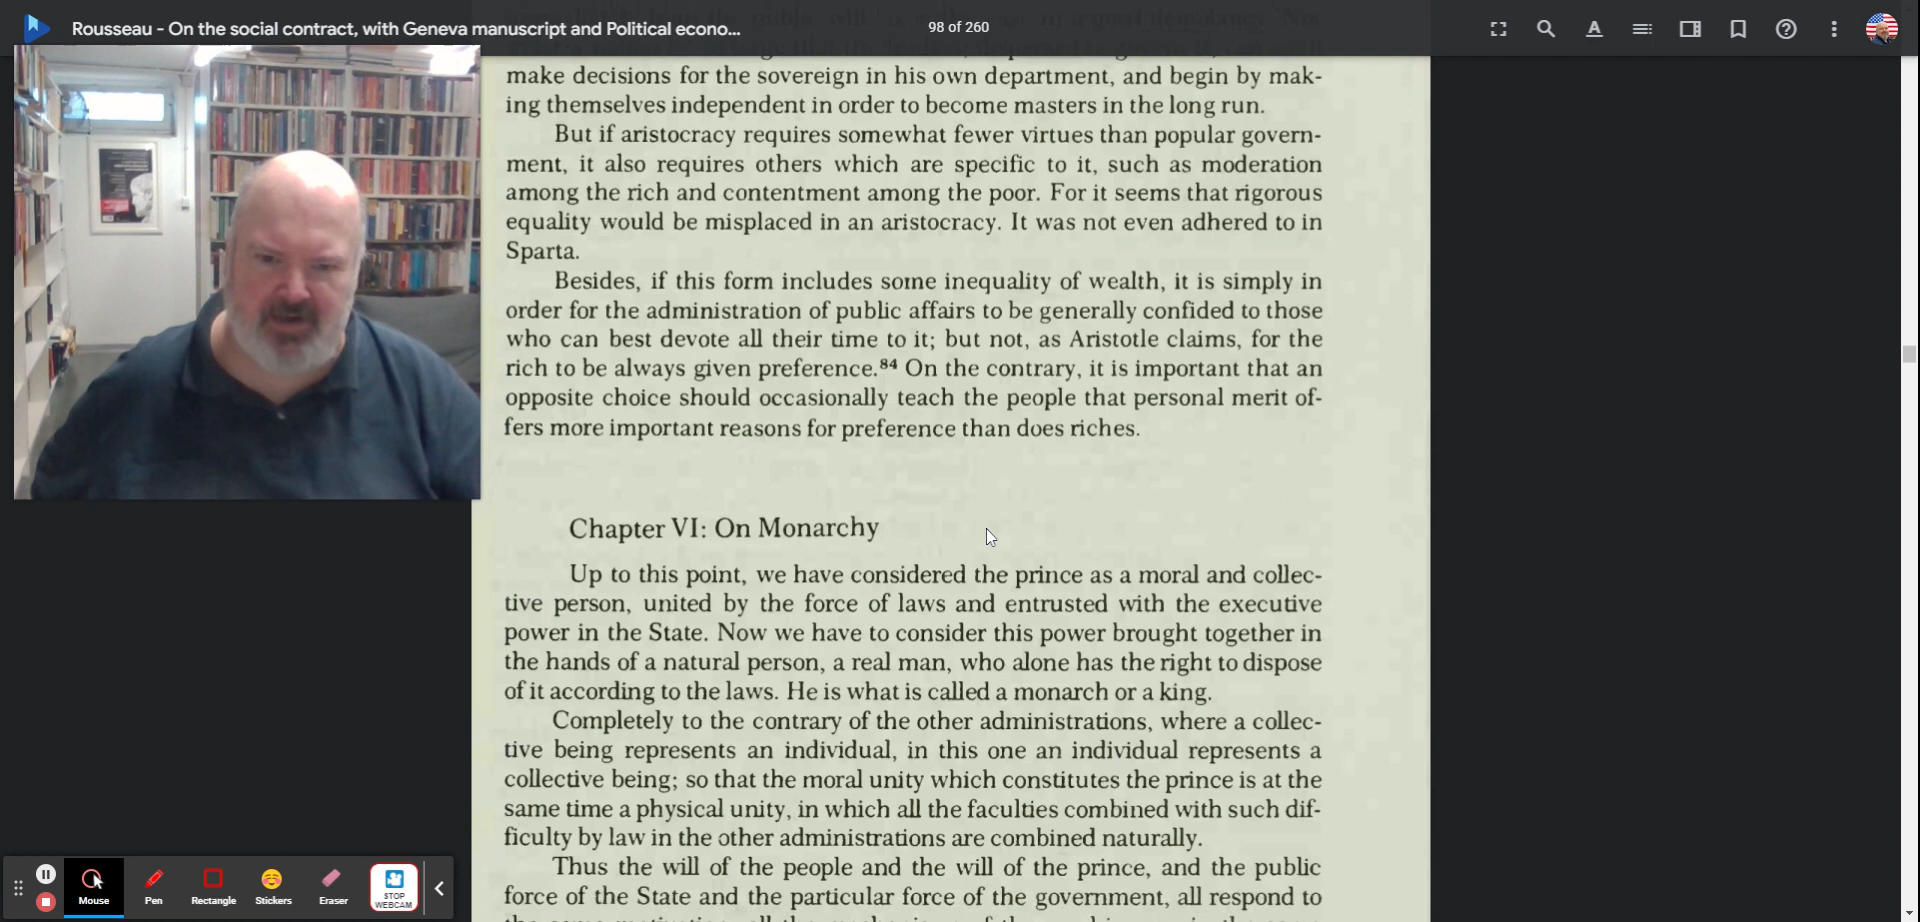 Rousseau - On the social contract, with Geneva manuscript and Political econo...
98 of 260
make decisions for the sovereign in his own department, and begin by mak-
ing themselves independent in order to become masters in the long run.
But if aristocracy requires somewhat fewer virtues than popular govern-
ment, it also requires others which are specific to it, such as moderation
among the rich and contentment among the poor. For it seems that rigorous
equality would be misplaced in an aristocracy. It was not even adhered to in
Sparta.
Besides, if this form includes some inequality of wealth, it is simply in
order for the administration of public affairs to be generally confided to those
who can best devote all their time to it; but not, as Aristotle claims, for the
rich to be always given preference.84 On the contrary, it is important that an
opposite choice should occasionally teach the people that personal merit of-
fers more important reasons for preference than does riches.
Chapter VI: On Monarchy
Up to this point, we have considered the prince as a moral and collec-
tive person, united by the force of laws and entrusted with the executive
power in the State. Now we have to consider this power brought together in
the hands of a natural person, a real man, who alone has the right to dispose
of it according to the laws. He is what is called a monarch or a king.
Completely to the contrary of the other administrations, where a collec-
tive being represents an individual, in this one an individual represents a
collective being; so that the moral unity which constitutes the prince is at the
same time a physical unity, in which all the faculties combined with such dif-
ficulty by law in the other administrations are combined naturally.
Thus the will of the people and the will of the prince, and the public
force of the State and the particular force of the government, all respond to
Mouse
Pen
Rectangle
Stickers
Eraser
STOP
WEBCAM